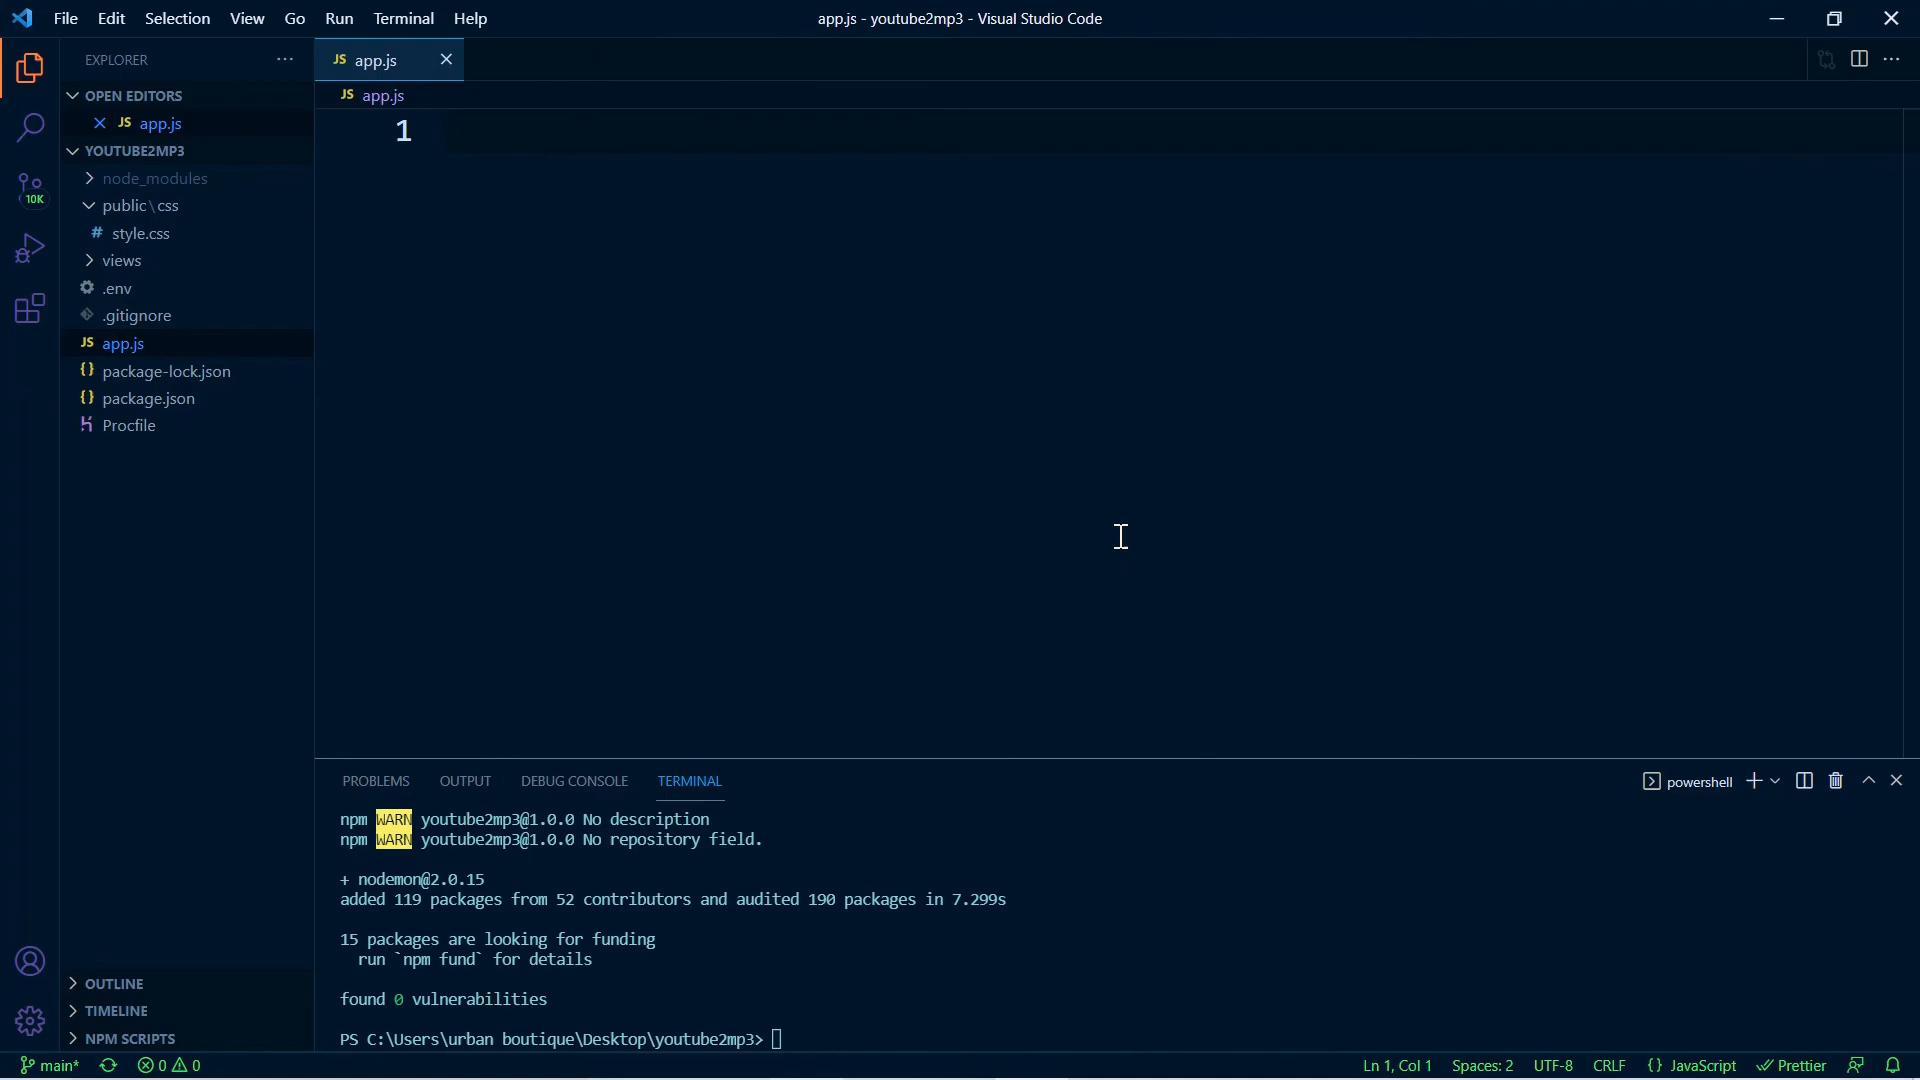 File Edit Selection View Go Run Terminal Help
app.js - youtube2mp3 - Visual Studio Code
EXPLORER
JS app.js
OPEN EDITORS
JS app.js
JS app.js
1
YOUTUBE2MP3
node_modules
public\css
# style.css
10K
views
.env
.gitignore
JS app.js
{} package-lock.json
{} package.json
Procfile
PROBLEMS OUTPUT DEBUG CONSOLE TERMINAL
powershell
npm WARN youtube2mp3@1.0.0 No description
npm WARN youtube2mp3@1.0.0 No repository field.
+ nodemon@2.0.15
added 119 packages from 52 contributors and audited 190 packages in 7.299s
15 packages are looking for funding
run `npm fund` for details
found 0 vulnerabilities
PS C:\Users\urban boutique\Desktop\youtube2mp3>
OUTLINE
TIMELINE
NPM SCRIPTS
main* 0 0
Ln 1, Col 1 Spaces: 2 UTF-8 CRLF {} JavaScript Prettier